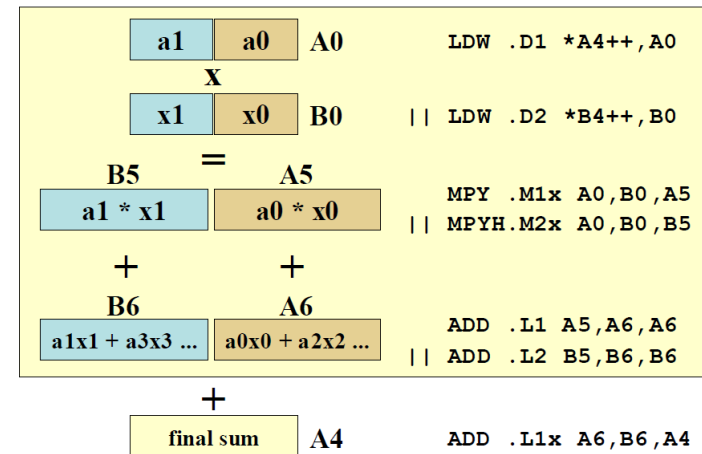 a1 a0 A0 LDW .D1 *A4++,A0
x
x1 x0 B0 || LDW .D2 *B4++,B0
=
B5 A5
a1 * x1 a0 * x0 MPY .M1x A0,B0,A5
|| MPYH.M2x A0,B0,B5
+ +
B6 A6
a1x1 + a3x3 ... a0x0 + a2x2 ... ADD .L1 A5,A6,A6
|| ADD .L2 B5,B6,B6
+
final sum A4 ADD .L1x A6,B6,A4